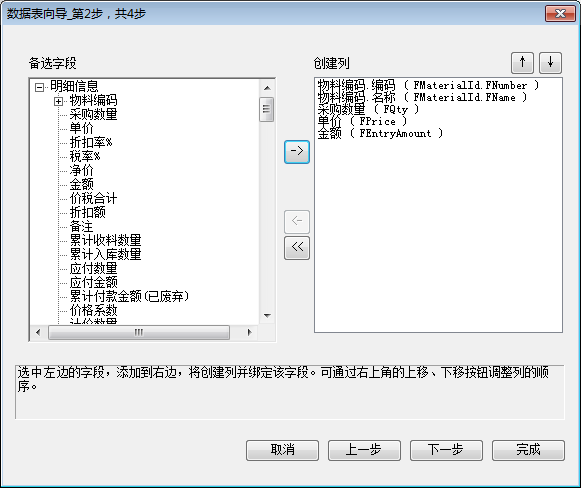 数据表向导_第2步，共4步
备选字段
明细信息
物料编码
采购数量
单价
折扣率%
税率%
净价
金额
价税合计
折扣额
备注
累计收料数量
累计入库数量
应付数量
应付金额
累计付款金额(已废弃)
价格系数
计价数量
->
<-
<<
创建列
↑ ↓
物料编码.编码 ( FMaterialId.FNumber )
物料编码.名称 ( FMaterialId.FName )
采购数量 ( FQty )
单价 ( FPrice )
金额 ( FEntryAmount )
选中左边的字段，添加到右边，将创建列并绑定该字段。可通过右上角的上移、下移按钮调整列的顺
序。
取消 上一步 下一步 完成